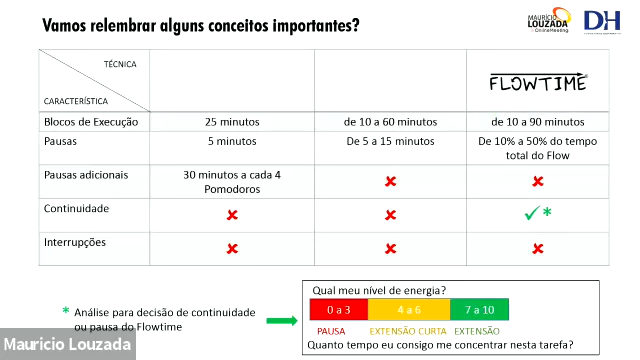 Vamos relembrar alguns conceitos importantes?
MAURÍCIO
LOUZADA
OnlineMeeting
DH
TÉCNICA
CARACTERÍSTICA
FLOWTIME
Blocos de Execução 25 minutos de 10 a 60 minutos de 10 a 90 minutos
Pausas 5 minutos De 5 a 15 minutos De 10% a 50% do tempo
total do Flow
Pausas adicionais 30 minutos a cada 4
Pomodoros
Continuidade *
Interrupções
* Análise para decisão de continuidade
ou pausa do Flowtime
Qual meu nível de energia?
0 a 3 4 a 6 7 a 10
PAUSA EXTENSÃO CURTA EXTENSÃO
Quanto tempo eu consigo me concentrar nesta tarefa?
Mauricio Louzada